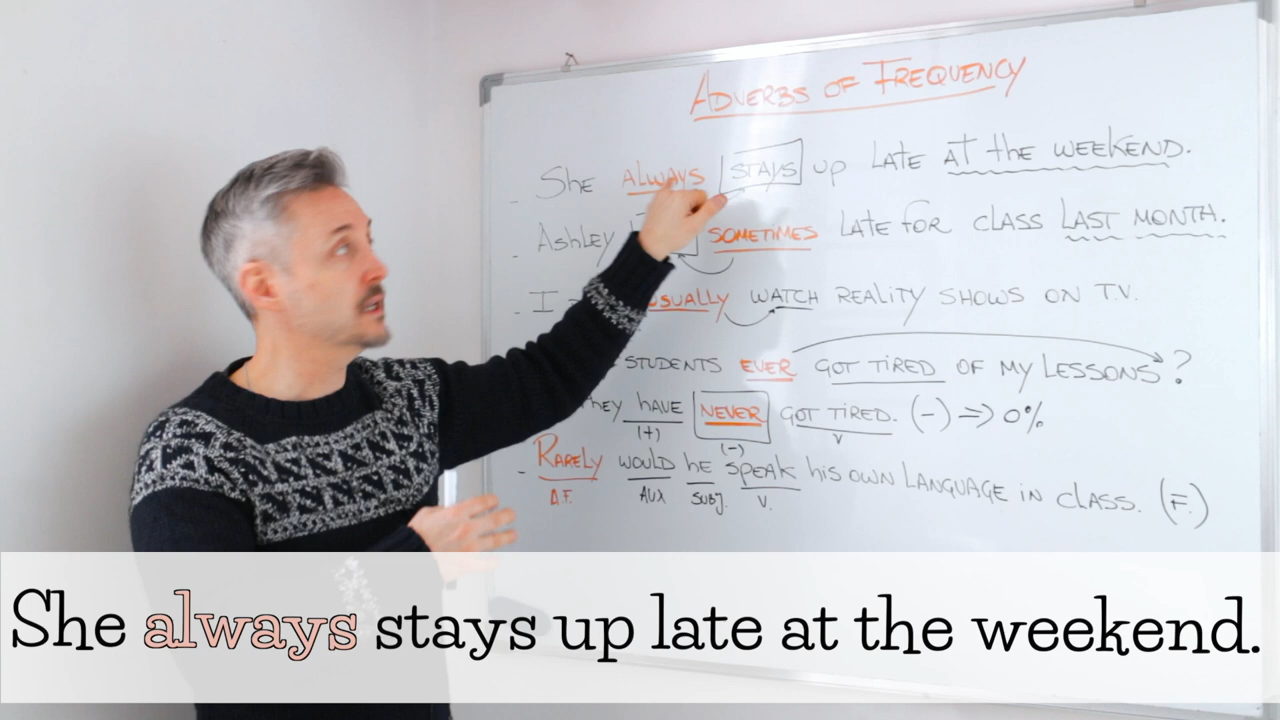 ADVERBS OF FREQUENCY
- She ALWAYS STAYS UP LATE AT the WEEKEND.
- Ashley SOMETIMES LATE FOR CLASS LAST MONTH.
- I USUALLY WATCH REALITY SHOWS ON T.V.
STUDENTS EVER GOT TIRED OF MY LESSONS?
HAVE NEVER GOT TIRED. (-) => 0%
(+) (-) V
- RARELY WOULD hE SPEAK hIS OWN LANGUAGE IN CLASS. (F.)
A.F. AUX SUBJ. V.
She always stays up late at the weekend.